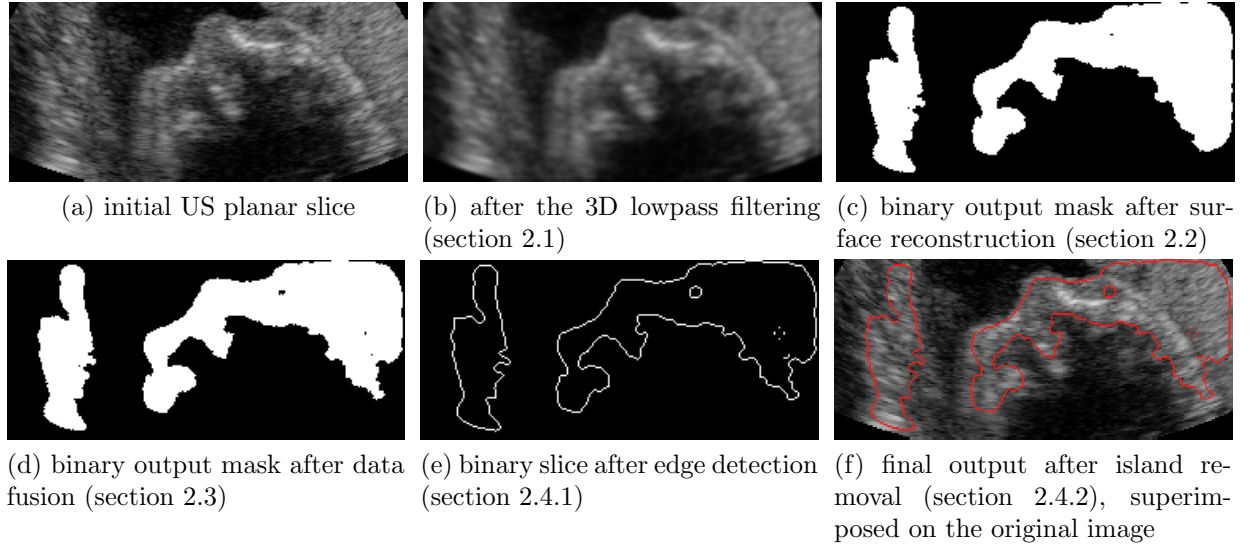 (a) initial US planar slice
(b) after the 3D lowpass filtering
(section 2.1)
(c) binary output mask after sur-
face reconstruction (section 2.2)
(d) binary output mask after data
fusion (section 2.3)
(e) binary slice after edge detection
(section 2.4.1)
(f) final output after island re-
moval (section 2.4.2), superim-
posed on the original image